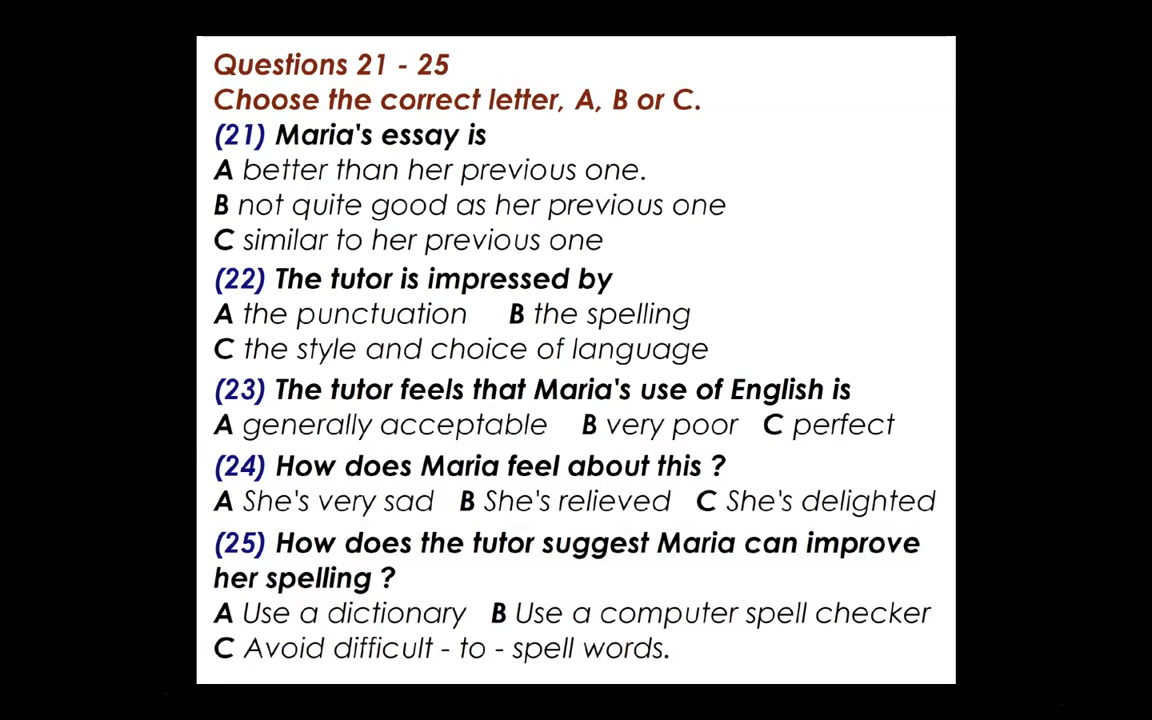 Questions 21 - 25
Choose the correct letter, A, B or C.
(21) Maria's essay is
A better than her previous one.
B not quite good as her previous one
C similar to her previous one
(22) The tutor is impressed by
A the punctuation B the spelling
C the style and choice of language
(23) The tutor feels that Maria's use of English is
A generally acceptable B very poor C perfect
(24) How does Maria feel about this ?
A She's very sad B She's relieved C She's delighted
(25) How does the tutor suggest Maria can improve
her spelling ?
A Use a dictionary B Use a computer spell checker
C Avoid difficult - to - spell words.